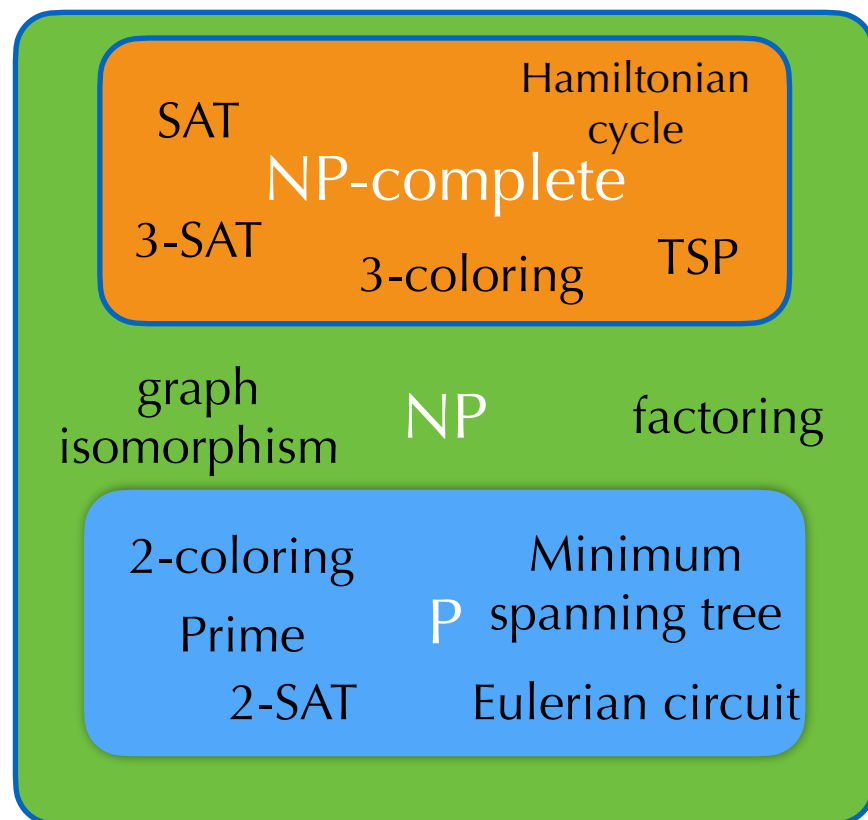 Hamiltonian
cycle
SAT
NP-complete
3-SAT
3-coloring
TSP
graph
isomorphism
NP
factoring
2-coloring
Minimum
spanning tree
Prime
P
2-SAT
Eulerian circuit